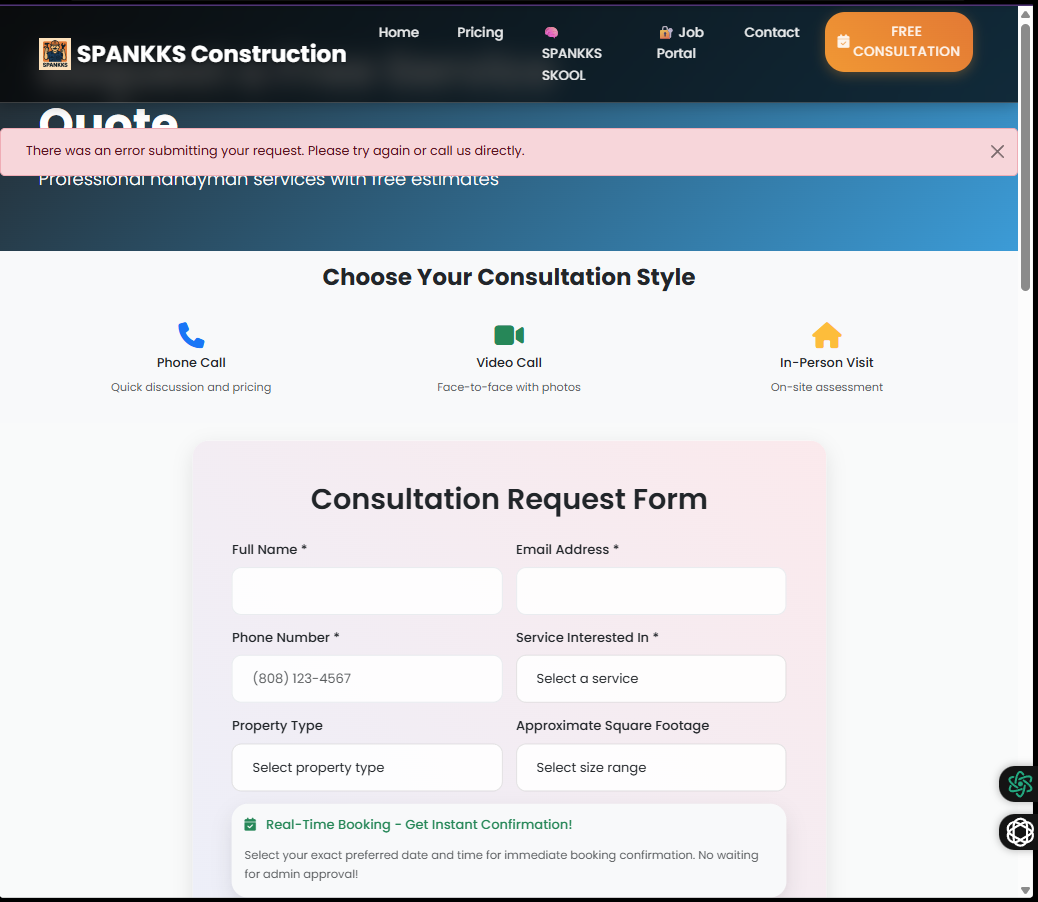 SPANKKS
SPANKKS Construction
Home
Pricing
🧠
SPANKKS
SKOOL
🔐 Job
Portal
Contact
FREE
CONSULTATION
Quote
There was an error submitting your request. Please try again or call us directly.
Professional handyman services with free estimates
Choose Your Consultation Style
Phone Call
Video Call
In-Person Visit
Quick discussion and pricing
Face-to-face with photos
On-site assessment
Consultation Request Form
Full Name *
Email Address *
Phone Number *
Service Interested In *
(808) 123-4567
Select a service
Property Type
Approximate Square Footage
Select property type
Select size range
Real-Time Booking - Get Instant Confirmation!
Select your exact preferred date and time for immediate booking confirmation. No waiting
for admin approval!